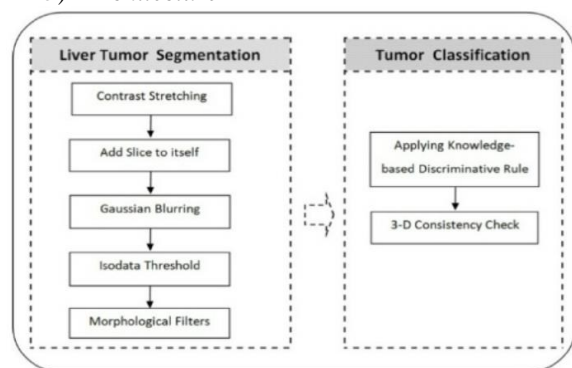 Liver Tumor Segmentation
Contrast Stretching
Add Slice to itself
Gaussian Blurring
Isodata Threshold
Morphological Filters
Tumor Classification
Applying Knowledge-
based Discriminative Rule
3-D Consistency Check